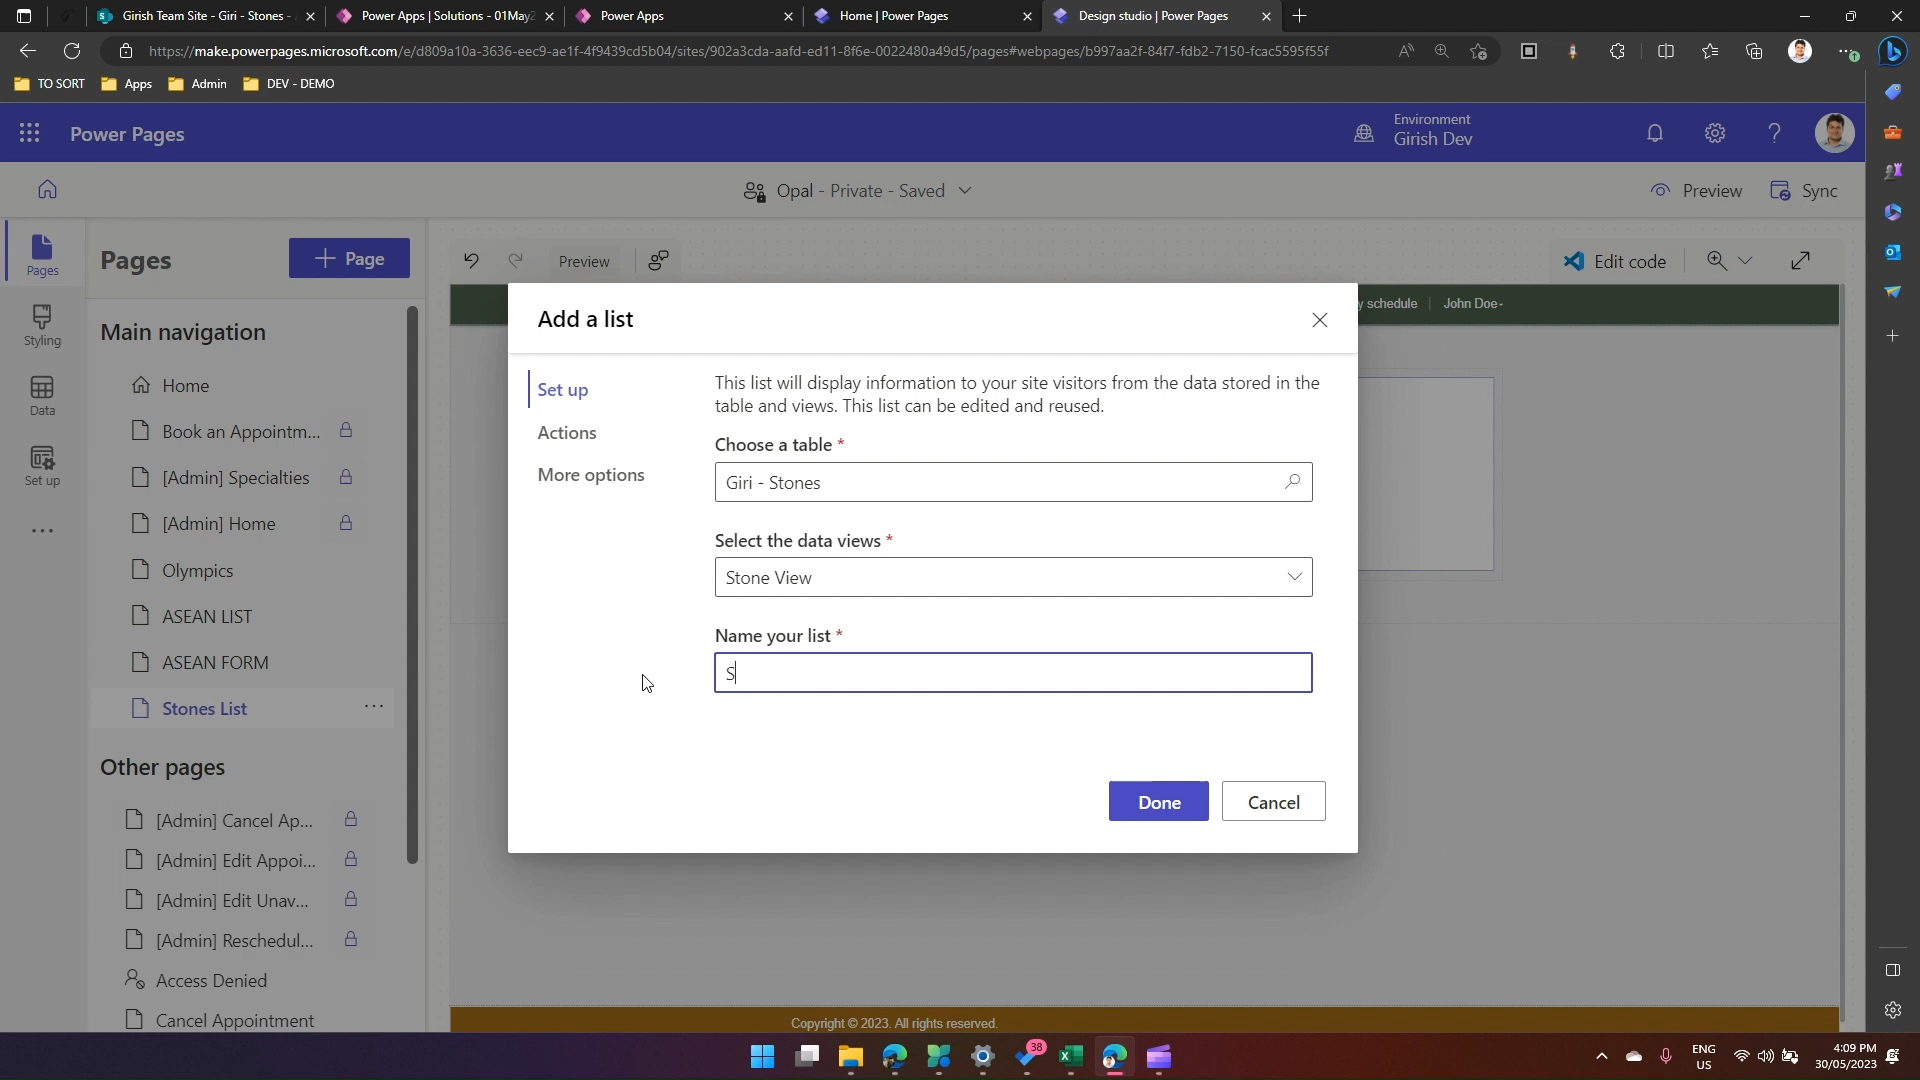 Girish Team Site - Giri - Stones -
Power Apps | Solutions - 01May2
Power Apps
Home | Power Pages
Design studio | Power Pages
https://make.powerpages.microsoft.com/e/d809a10a-3636-eec9-ae1f-4f9439cd5b04/sites/902a3cda-aafd-ed11-8f6e-0022480a49d5/pages#webpages/b997aa2f-84f7-fdb2-7150-fcac5595f55f
TO SORT
Apps
Admin
DEV - DEMO
Power Pages
Environment
Girish Dev
Opal - Private - Saved
Preview
Sync
Pages
Styling
Data
Set up
Pages
+ Page
Main navigation
Home
Book an Appointm...
[Admin] Specialties
[Admin] Home
Olympics
ASEAN LIST
ASEAN FORM
Stones List
Other pages
[Admin] Cancel Ap...
[Admin] Edit Appoi...
[Admin] Edit Unav...
[Admin] Reschedul...
Access Denied
Cancel Appointment
Preview
Edit code
y schedule
John Doe
Add a list
Set up
Actions
More options
This list will display information to your site visitors from the data stored in the
table and views. This list can be edited and reused.
Choose a table *
Giri - Stones
Select the data views *
Stone View
Name your list *
S
Done
Cancel
Copyright © 2023. All rights reserved.
38
ENG
US
4:09 PM
30/05/2023